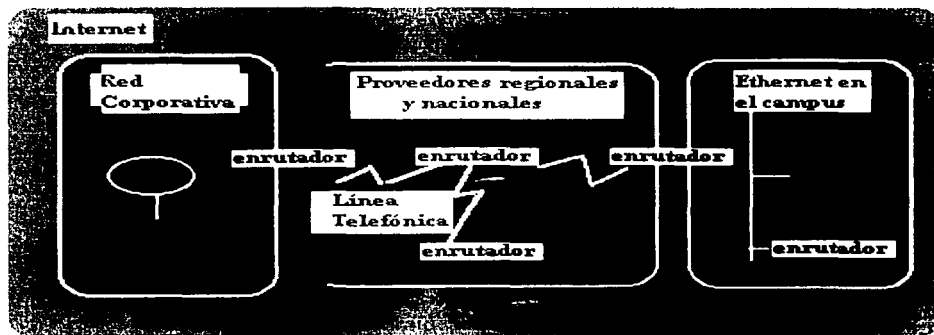 Internet
Red
Corporativa
Proveedores regionales
y nacionales
Ethernet en
el campus
enrutador
enrutador
enrutador
Línea
Telefónica
enrutador
enrutador